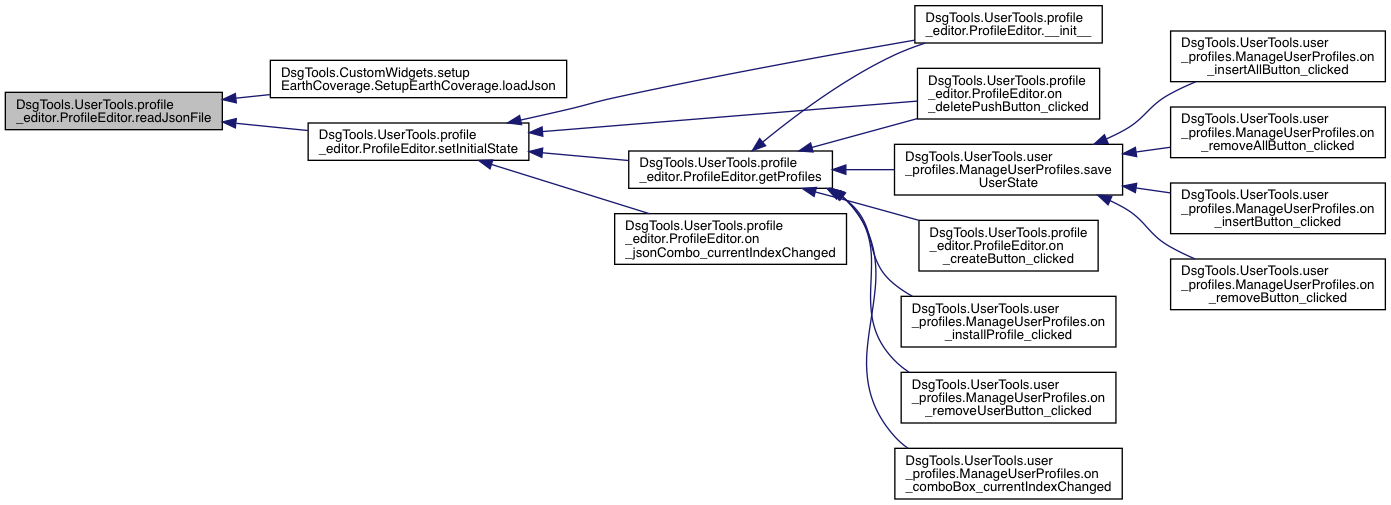 DsgTools.UserTools.profile
_editor.ProfileEditor.readJsonFile
DsgTools.CustomWidgets.setup
EarthCoverage.SetupEarthCoverage.loadJson
DsgTools.UserTools.profile
_editor.ProfileEditor.setInitialState
DsgTools.UserTools.profile
_editor.ProfileEditor.__init__
DsgTools.UserTools.profile
_editor.ProfileEditor.on
_deletePushButton_clicked
DsgTools.UserTools.profile
_editor.ProfileEditor.getProfiles
DsgTools.UserTools.profile
_editor.ProfileEditor.on
_jsonCombo_currentIndexChanged
DsgTools.UserTools.user
_profiles.ManageUserProfiles.save
UserState
DsgTools.UserTools.profile
_editor.ProfileEditor.on
_createButton_clicked
DsgTools.UserTools.user
_profiles.ManageUserProfiles.on
_installProfile_clicked
DsgTools.UserTools.user
_profiles.ManageUserProfiles.on
_removeUserButton_clicked
DsgTools.UserTools.user
_profiles.ManageUserProfiles.on
_comboBox_currentIndexChanged
DsgTools.UserTools.user
_profiles.ManageUserProfiles.on
_insertAllButton_clicked
DsgTools.UserTools.user
_profiles.ManageUserProfiles.on
_removeAllButton_clicked
DsgTools.UserTools.user
_profiles.ManageUserProfiles.on
_insertButton_clicked
DsgTools.UserTools.user
_profiles.ManageUserProfiles.on
_removeButton_clicked